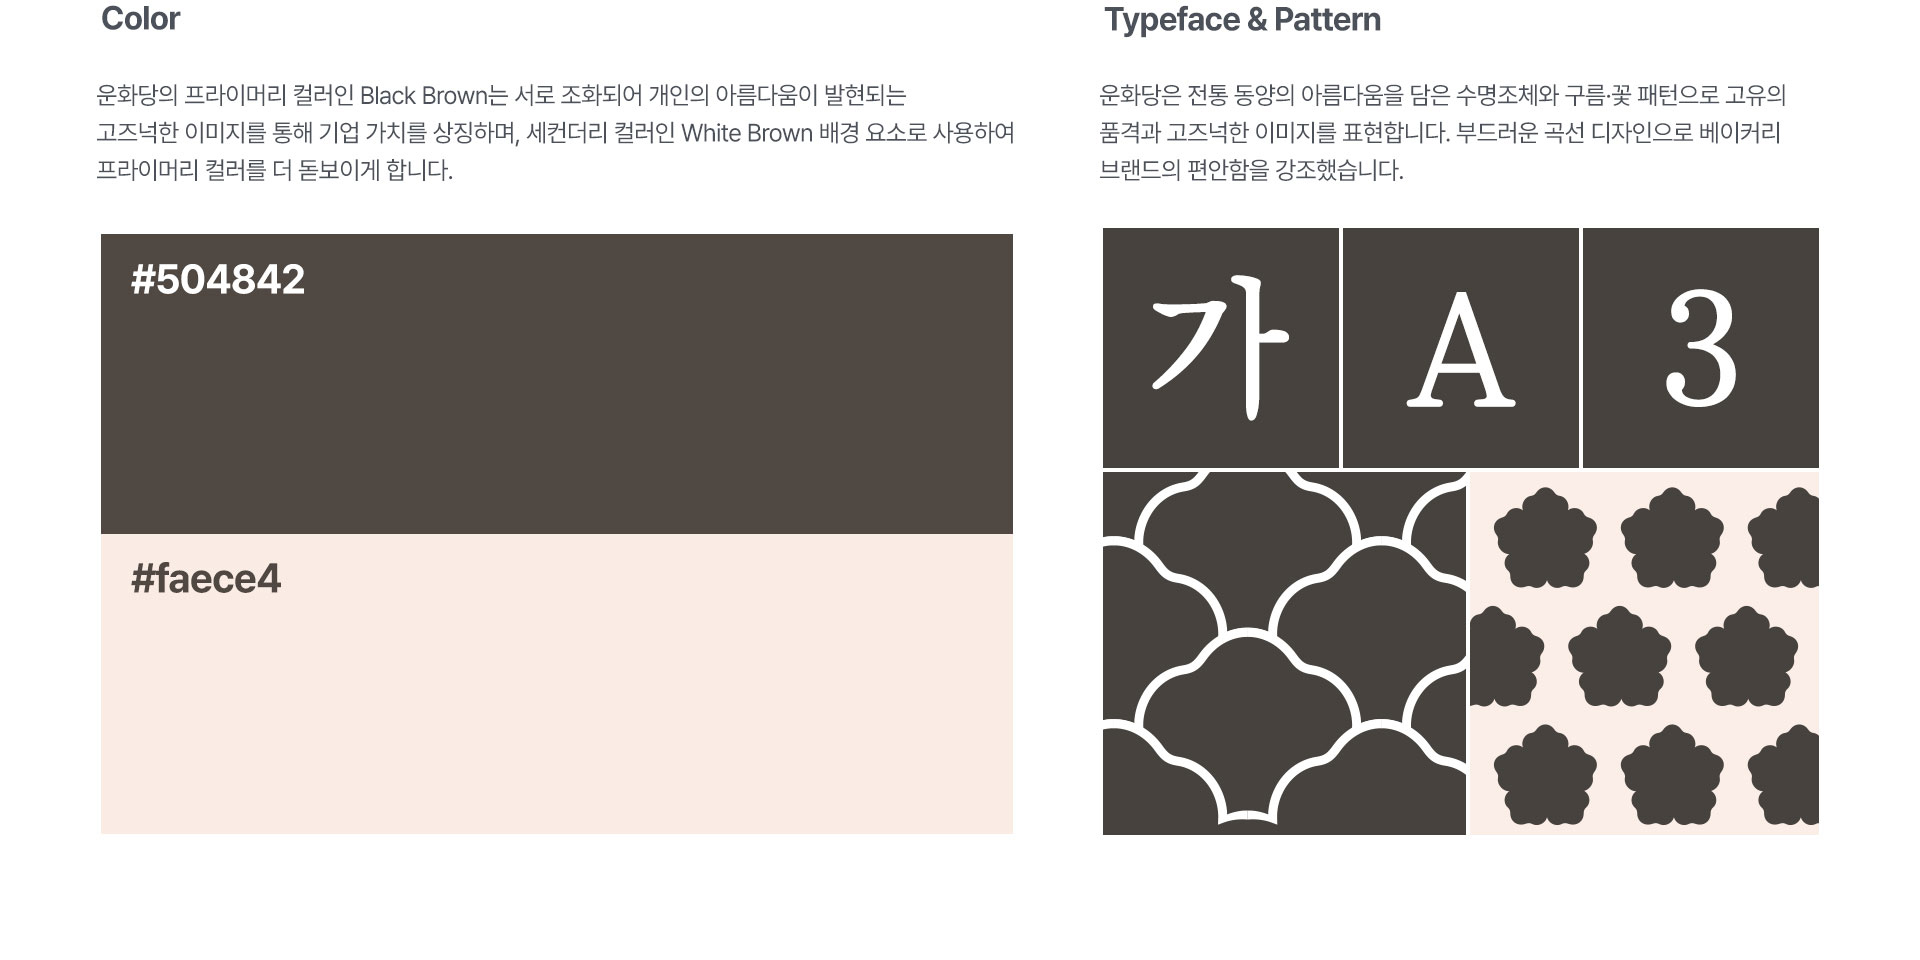 Color
운화당의 프라이머리 컬러인 Black Brown는 서로 조화되어 개인의 아름다움이 발현되는
고즈넉한 이미지를 통해 기업 가치를 상징하며, 세컨더리 컬러인 White Brown 배경 요소로 사용하여
프라이머리 컬러를 더 돋보이게 합니다.
#504842
#faece4
Typeface & Pattern
운화당은 전통 동양의 아름다움을 담은 수명조체와 구름·꽃 패턴으로 고유의
품격과 고즈넉한 이미지를 표현합니다. 부드러운 곡선 디자인으로 베이커리
브랜드의 편안함을 강조했습니다.
가 A 3